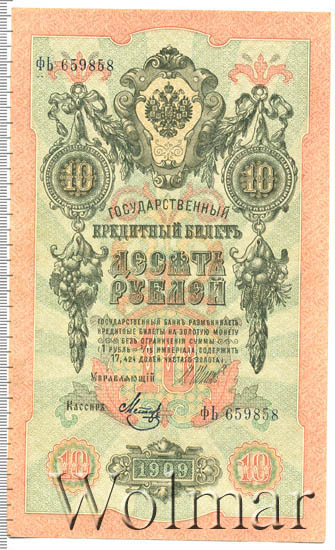 ФЬ 659858
10 10
ГОСУДАРСТВЕННЫЙ
КРЕДИТНЫЙ БИЛЕТЪ
ДЕСЯТЬ
РУБЛЕЙ
ГОСУДАРСТВЕННЫЙ БАНКЪ РАЗМѢНИВАЕТЪ
КРЕДИТНЫЕ БИЛЕТЫ НА ЗОЛОТУЮ МОНЕТУ
БЕЗЪ ОГРАНИЧЕНІЯ СУММЫ
(1 РУБЛЬ = 1/15 ИМПЕРІАЛА, СОДЕРЖИТЪ
17,424 ДОЛЕЙ ЧИСТАГО ЗОЛОТА)
Управляющій
Кассиръ
ФЬ 659858
10 1909 10
Wolmar